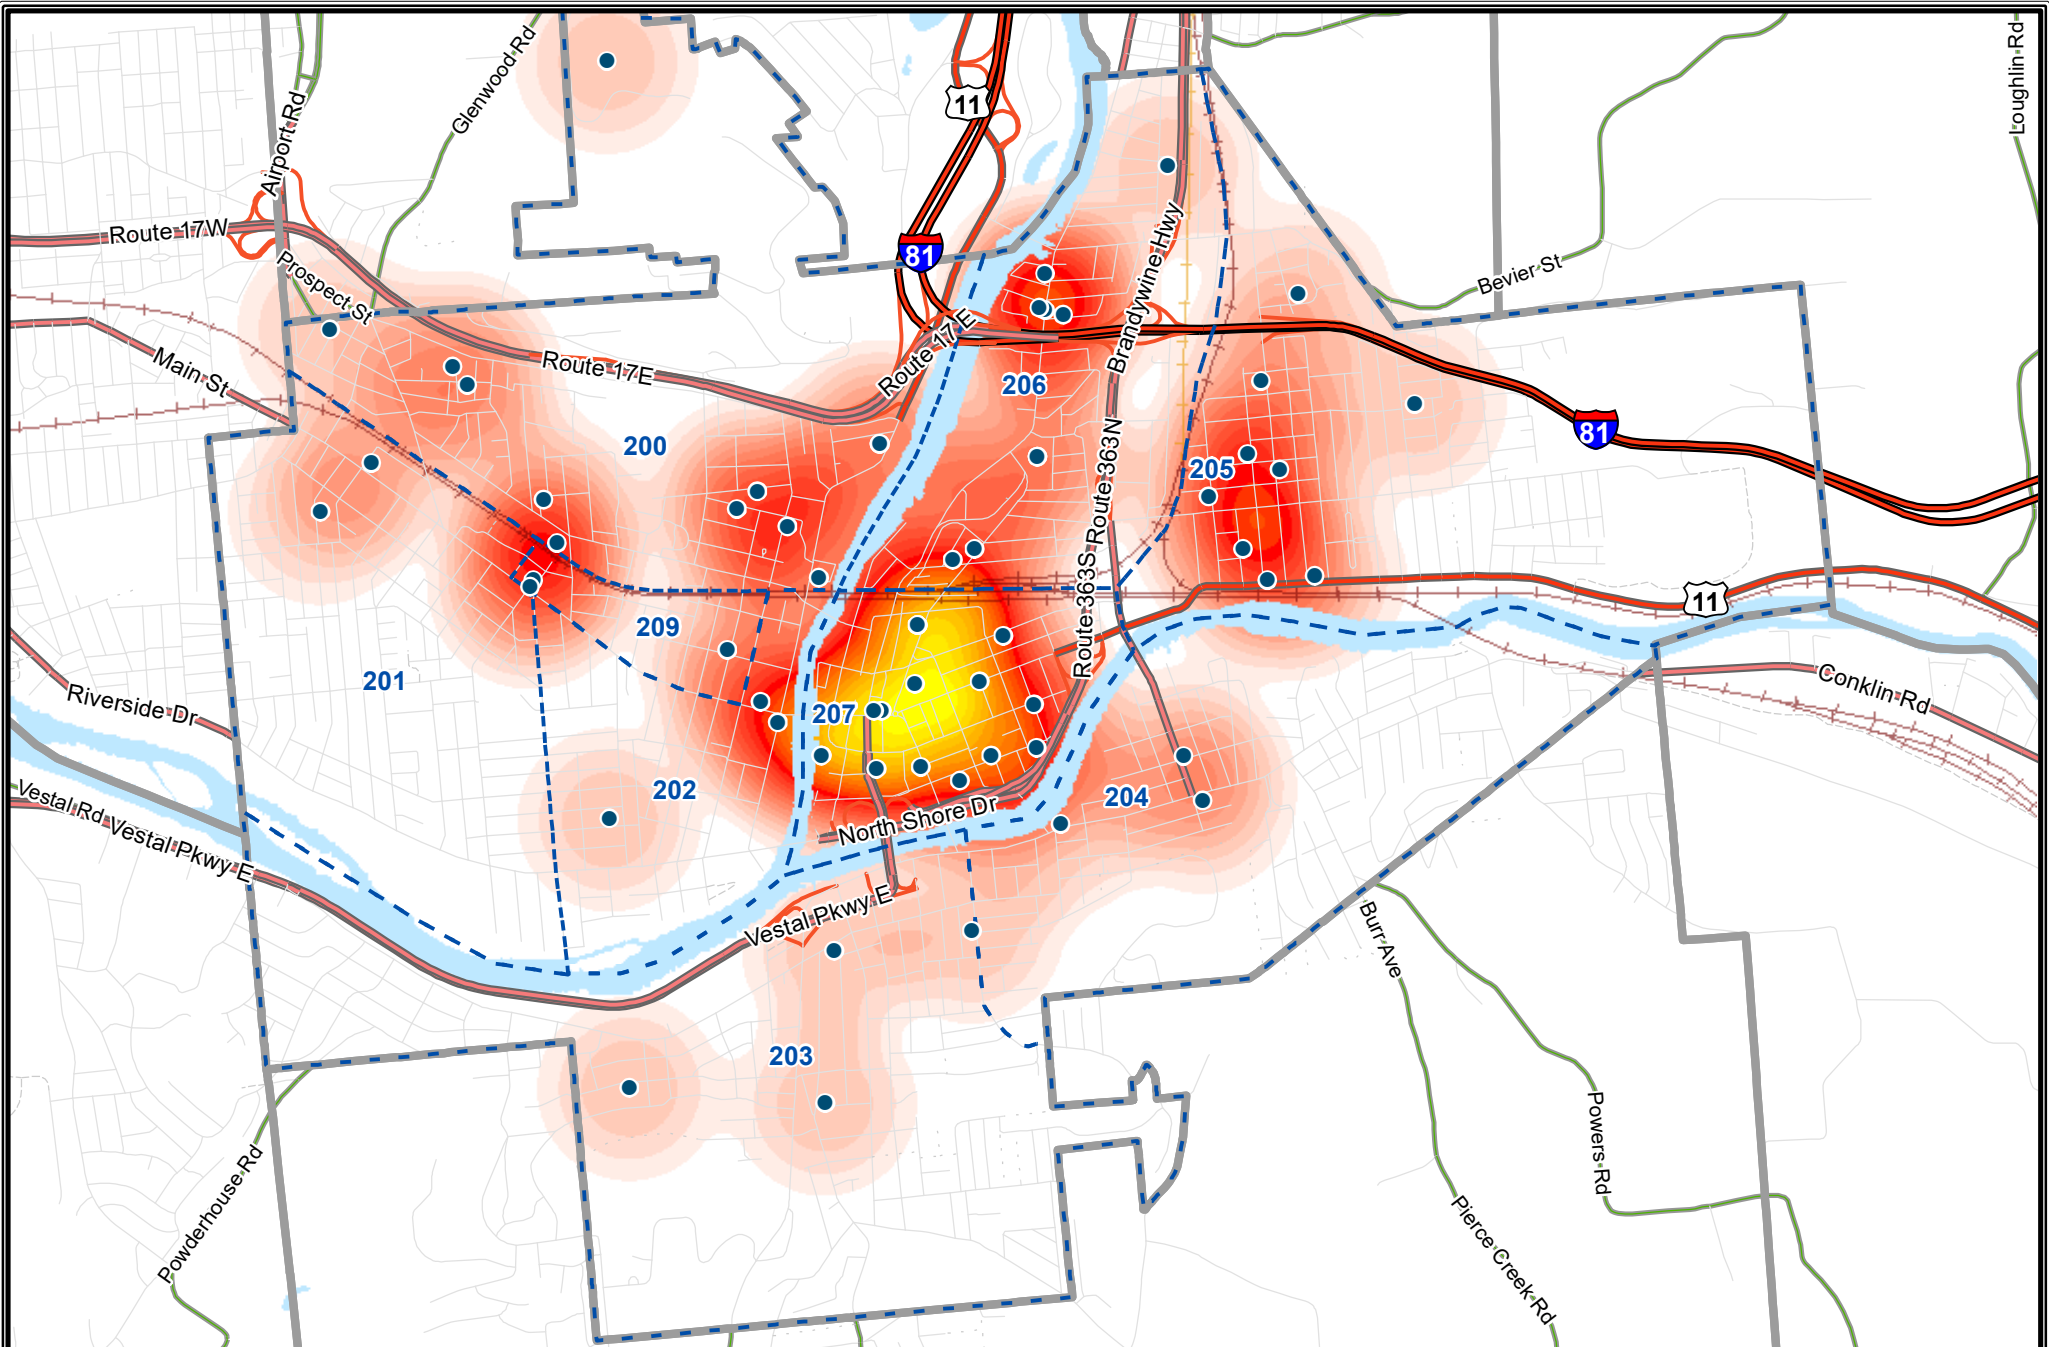 Glenwood Rd
Loughlin Rd
11
Airport Rd
Route 17W
81
Brandywine Hwy
Prospect St
Bevier St
Main St
Route 17E
Route 17 E
206
81
200
205
Route 363N
11
Route 363S
209
201
Conklin Rd
Riverside Dr
207
202
204
Vestal Rd
North Shore Dr
Vestal Pkwy E
Vestal Pkwy E
Burr Ave
203
Powers Rd
Powderhouse Rd
Pierce Creek Rd